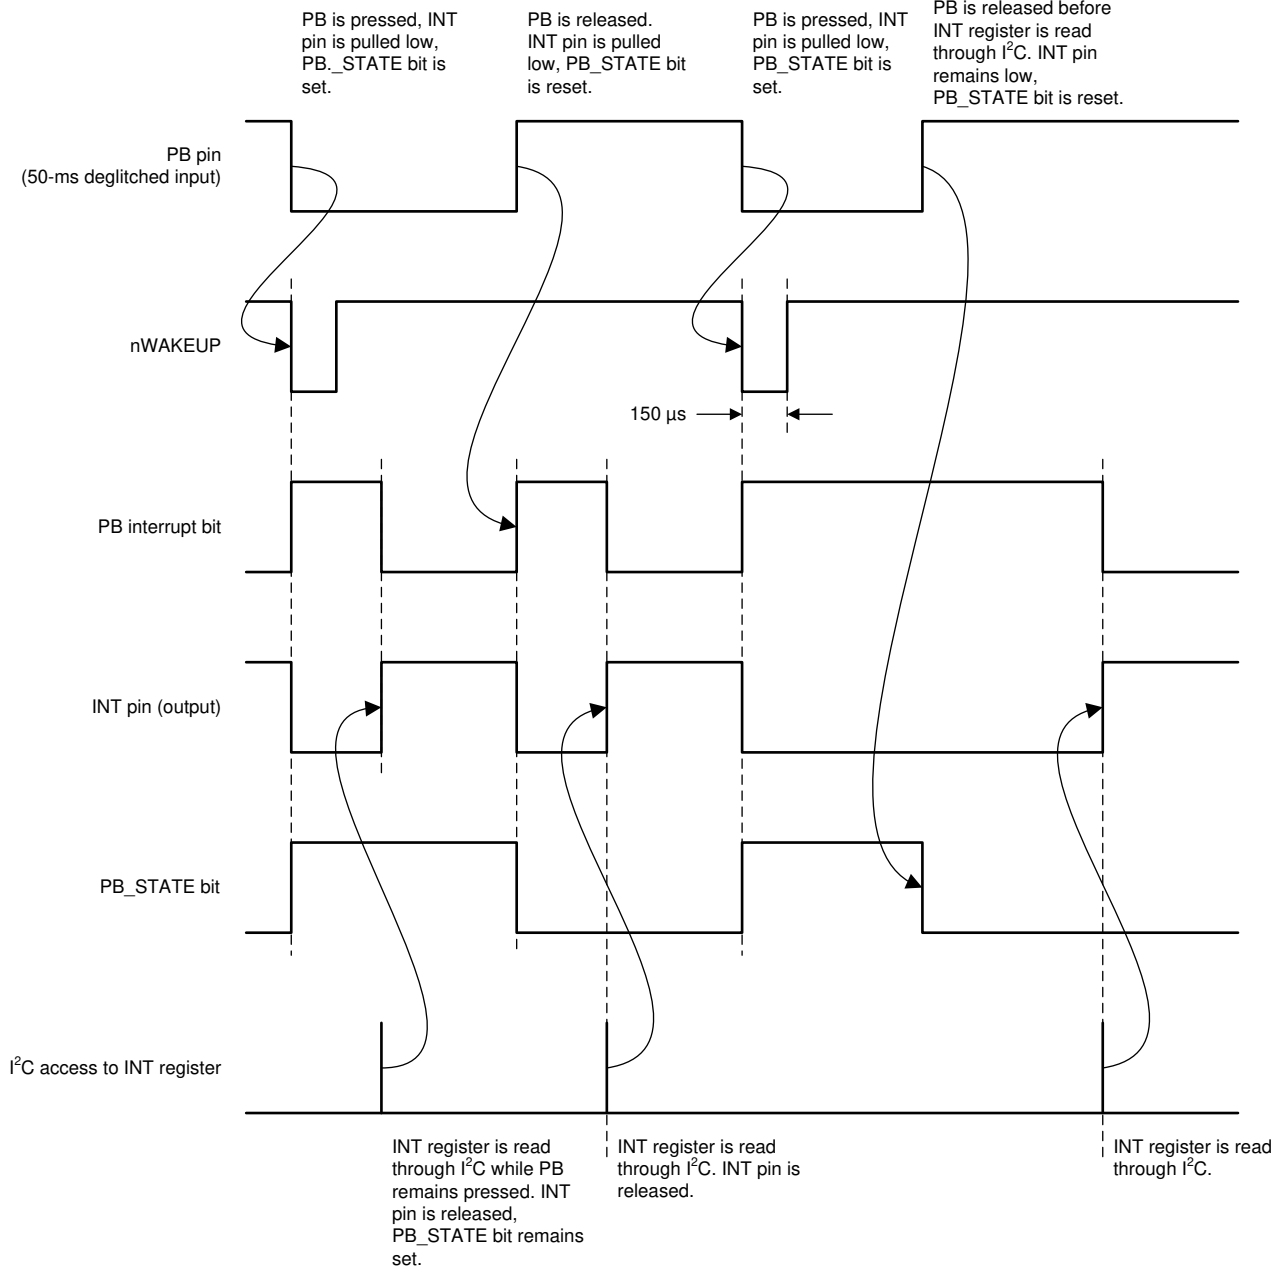 PB is pressed, INT
pin is pulled low,
PB._STATE bit is
set.
PB is released.
INT pin is pulled
low, PB_STATE bit
is reset.
PB is pressed, INT
pin is pulled low,
PB_STATE bit is
set.
PB is released before
INT register is read
through I²C. INT pin
remains low,
PB_STATE bit is reset.
PB pin
(50-ms deglitched input)
nWAKEUP
150 µs
PB interrupt bit
INT pin (output)
PB_STATE bit
I²C access to INT register
INT register is read
through I²C while PB
remains pressed. INT
pin is released,
PB_STATE bit remains
set.
INT register is read
through I²C. INT pin is
released.
INT register is read
through I²C.